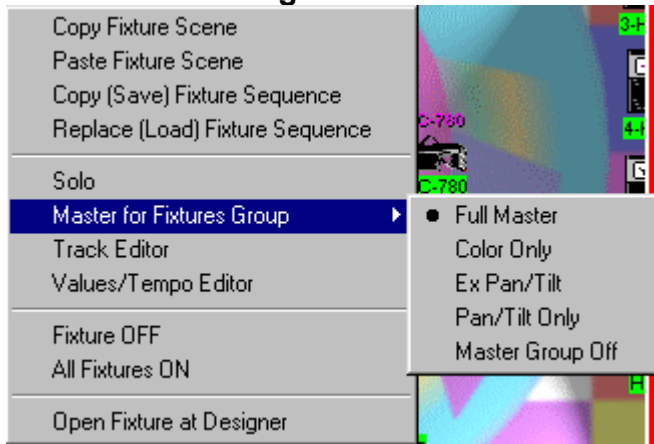 Copy Fixture Scene
Paste Fixture Scene
Copy (Save) Fixture Sequence
Replace (Load) Fixture Sequence
Solo
Master for Fixtures Group
Track Editor
Values/Tempo Editor
Fixture OFF
All Fixtures ON
Open Fixture at Designer
Full Master
Color Only
Ex Pan/Tilt
Pan/Tilt Only
Master Group Off
C-780
C-780